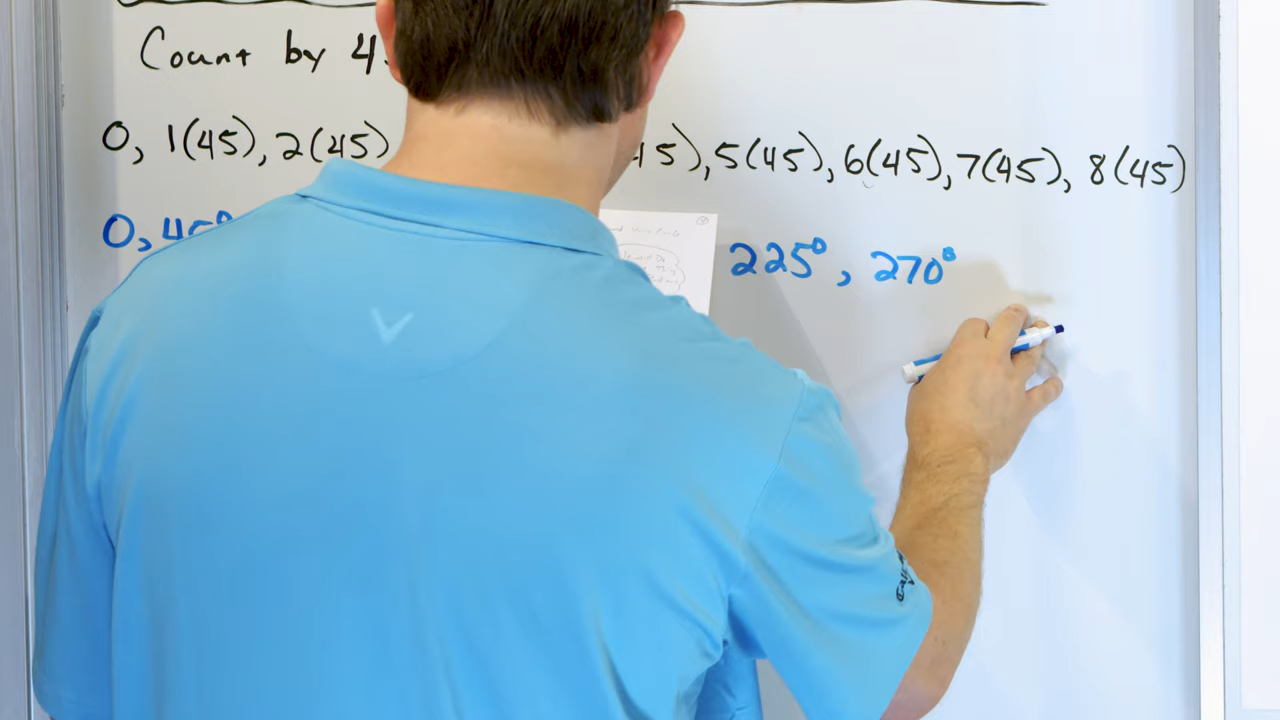 Count by 4
0, 1(45), 2(45) 45), 5(45), 6(45), 7(45), 8(45)
0, 45° 225°, 270°